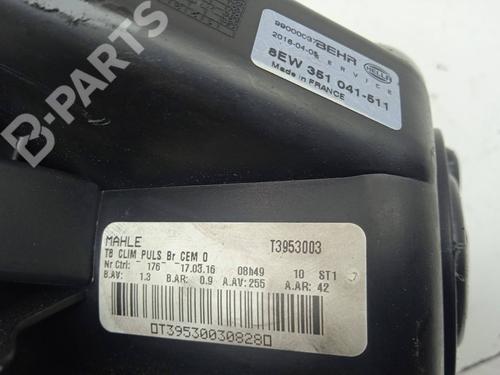 99000037
2016-04-05
BEHR
SERVICE
HELLA
8EW 351 041-511
Made in FRANCE
B-PARTS
MAHLE
T3953003
TB CLIM PULS Br CEM 0
Nr Ctrl: - 176 - -17.03.16 08h49 10 ST1
B.AV: 1.3 B.AR: 0.9 A.AV: 255 A.AR: 42
T39530030828